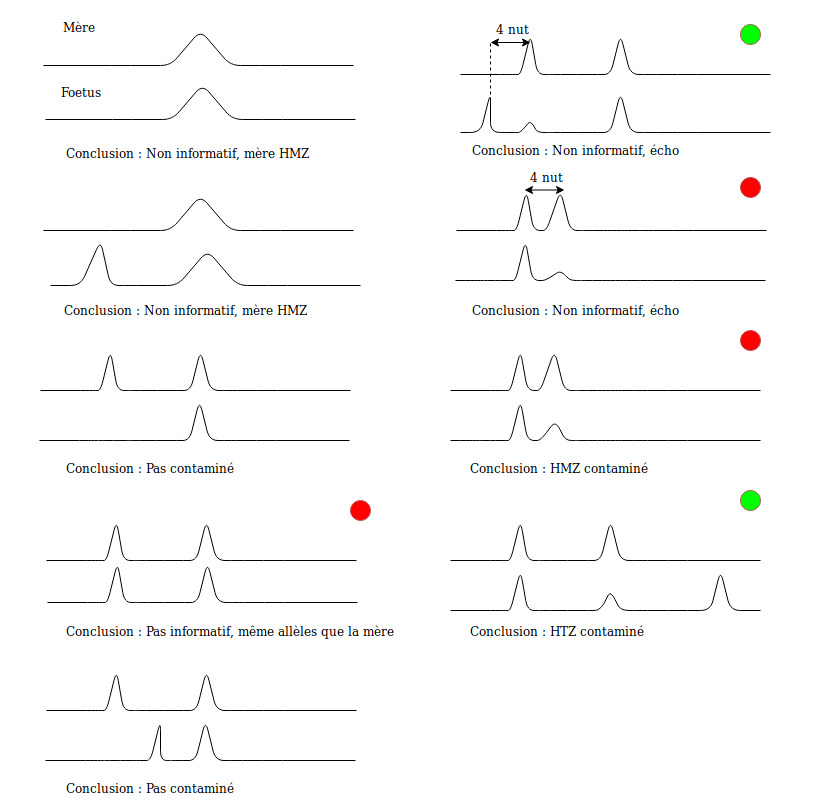 Mère
Foetus
Conclusion : Non informatif, mère HMZ
Conclusion : Non informatif, mère HMZ
Conclusion : Pas contaminé
Conclusion : Pas informatif, même allèles que la mère
Conclusion : Pas contaminé
4 nut
Conclusion : Non informatif, écho
4 nut
Conclusion : Non informatif, écho
Conclusion : HMZ contaminé
Conclusion : HTZ contaminé